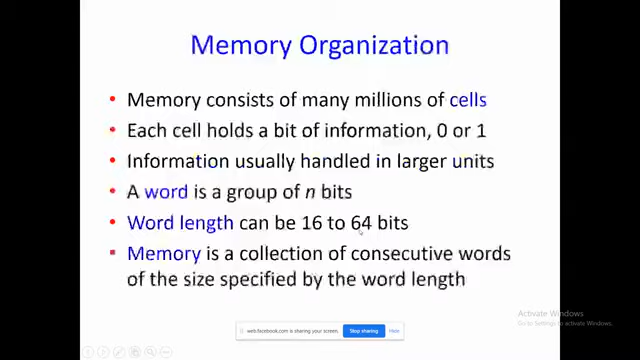 Memory Organization
• Memory consists of many millions of cells
• Each cell holds a bit of information, 0 or 1
• Information usually handled in larger units
• A word is a group of n bits
• Word length can be 16 to 64 bits
• Memory is a collection of consecutive words
of the size specified by the word length
Activate Windows
Go to Settings to activate Windows.
web.facebook.com is sharing your screen. Stop sharing Hide